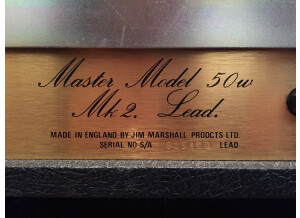 Master Model 50w
Mk2. Lead.
MADE IN ENGLAND BY JIM MARSHALL PRODCTS LTD.
SERIAL NO S/A LEAD